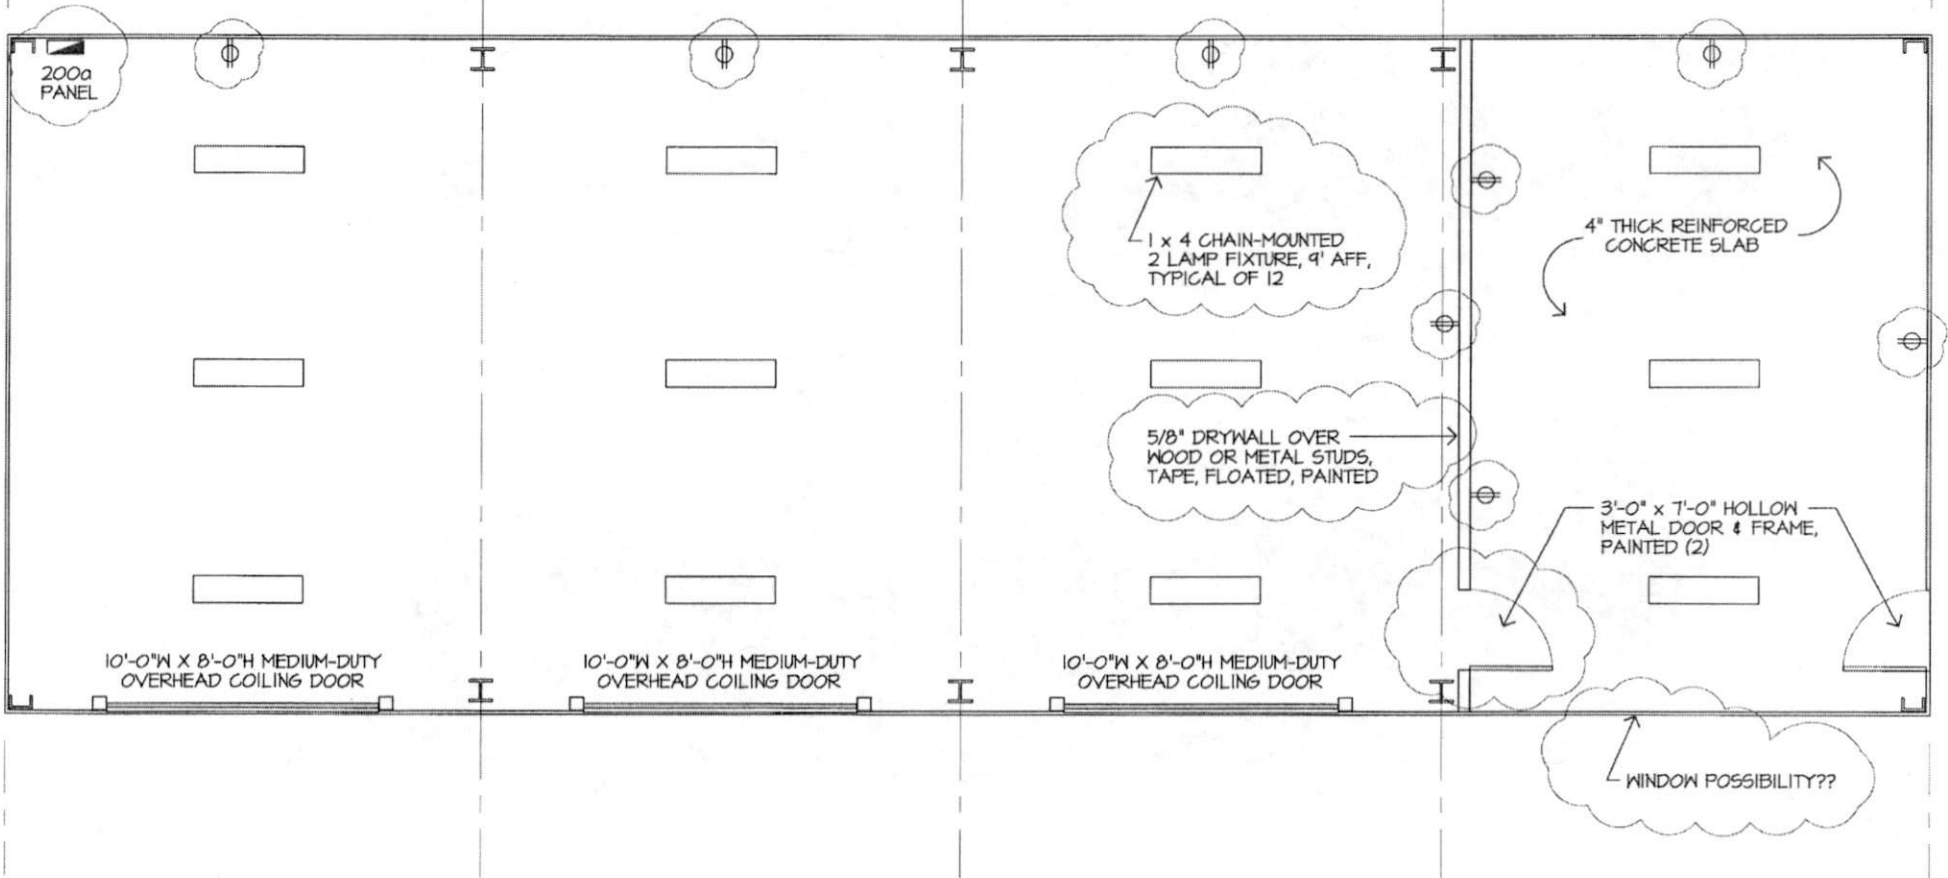 200a
PANEL
1 x 4 CHAIN-MOUNTED
2 LAMP FIXTURE, 9' AFF,
TYPICAL OF 12
4" THICK REINFORCED
CONCRETE SLAB
5/8" DRYWALL OVER
WOOD OR METAL STUDS,
TAPE, FLOATED, PAINTED
3'-0" x 7'-0" HOLLOW
METAL DOOR & FRAME,
PAINTED (2)
10'-0"W X 8'-0"H MEDIUM-DUTY
OVERHEAD COILING DOOR
10'-0"W X 8'-0"H MEDIUM-DUTY
OVERHEAD COILING DOOR
10'-0"W X 8'-0"H MEDIUM-DUTY
OVERHEAD COILING DOOR
WINDOW POSSIBILITY??